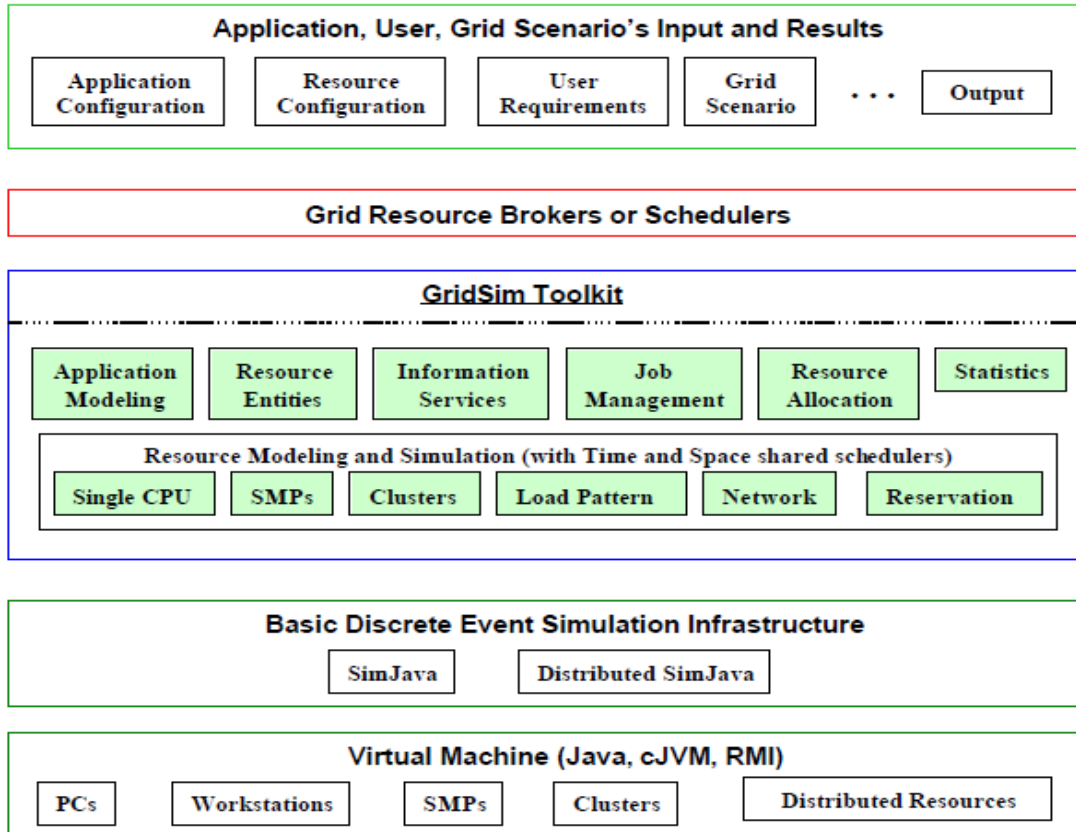 Application, User, Grid Scenario's Input and Results
Application Configuration
Resource Configuration
User Requirements
Grid Scenario
. . .
Output
Grid Resource Brokers or Schedulers
GridSim Toolkit
Application Modeling
Resource Entities
Information Services
Job Management
Resource Allocation
Statistics
Resource Modeling and Simulation (with Time and Space shared schedulers)
Single CPU
SMPs
Clusters
Load Pattern
Network
Reservation
Basic Discrete Event Simulation Infrastructure
SimJava
Distributed SimJava
Virtual Machine (Java, cJVM, RMI)
PCs
Workstations
SMPs
Clusters
Distributed Resources